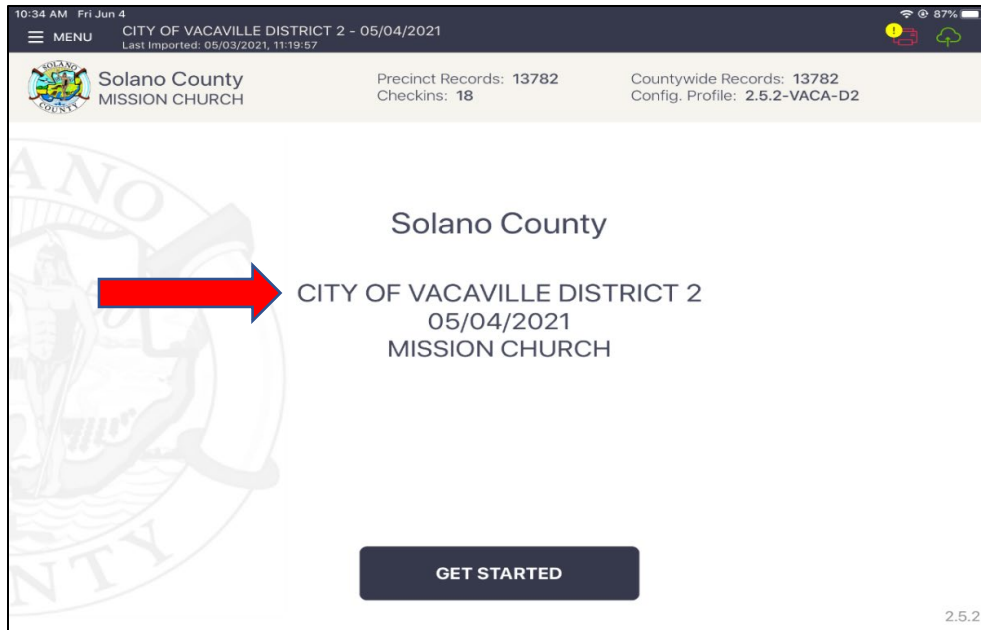 10:34 AM Fri Jun 4
87%
MENU
CITY OF VACAVILLE DISTRICT 2 - 05/04/2021
Last Imported: 05/03/2021, 11:19:57
SOLANO
COUNTY
Solano County
MISSION CHURCH
Precinct Records: 13782
Checkins: 18
Countywide Records: 13782
Config. Profile: 2.5.2-VACA-D2
Solano County
CITY OF VACAVILLE DISTRICT 2
05/04/2021
MISSION CHURCH
GET STARTED
2.5.2